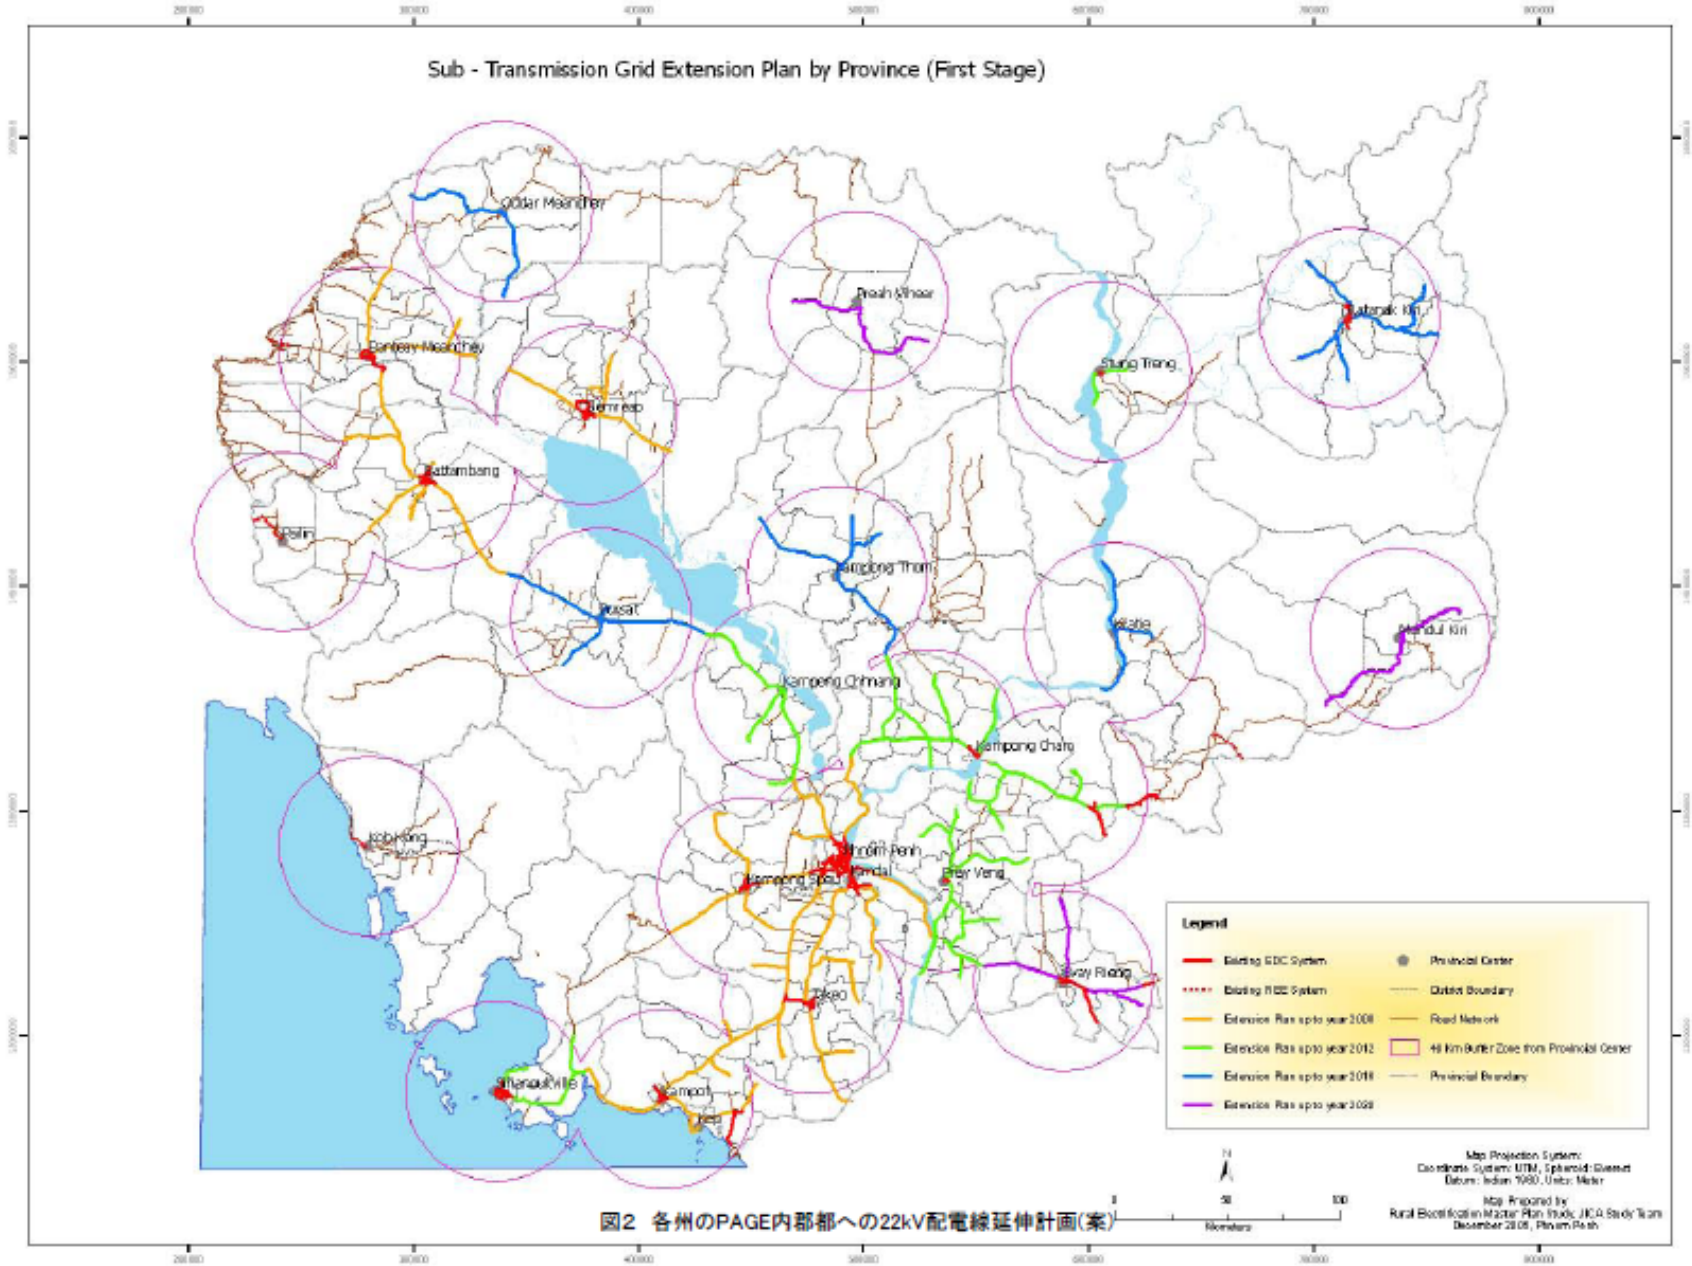 Sub - Transmission Grid Extension Plan by Province (First Stage)
Oddar Meanchey
Preah Vihear
Ratanak Kiri
Banteay Meanchey
Stung Treng
Siemreap
Battambang
Pailin
Kampong Thom
Pursat
Kratie
Mondul Kiri
Kampong Chhnang
Kampong Cham
Koh Kong
Phnom Penh
Kandal
Kampong Speu
Prey Veng
Svay Rieng
Takeo
Sihanoukville
Kampot
Kep
Legend
Existing EDC System
Existing REE System
Extension Plan up to year 2008
Extension Plan up to year 2012
Extension Plan up to year 2016
Extension Plan up to year 2020
Provincial Center
District Boundary
Road Network
40 Km Buffer Zone from Provincial Center
Provincial Boundary
N
0 50 100
Kilometers
Map Projection System:
Coordinate System: UTM, Spheroid: Everest
Datum: Indian 1960, Units: Meter
Map Prepared by
Rural Electrification Master Plan Study, JICA Study Team
December 2005, Phnom Penh
図2 各州のPAGE内郡都への22kV配電線延伸計画(案)